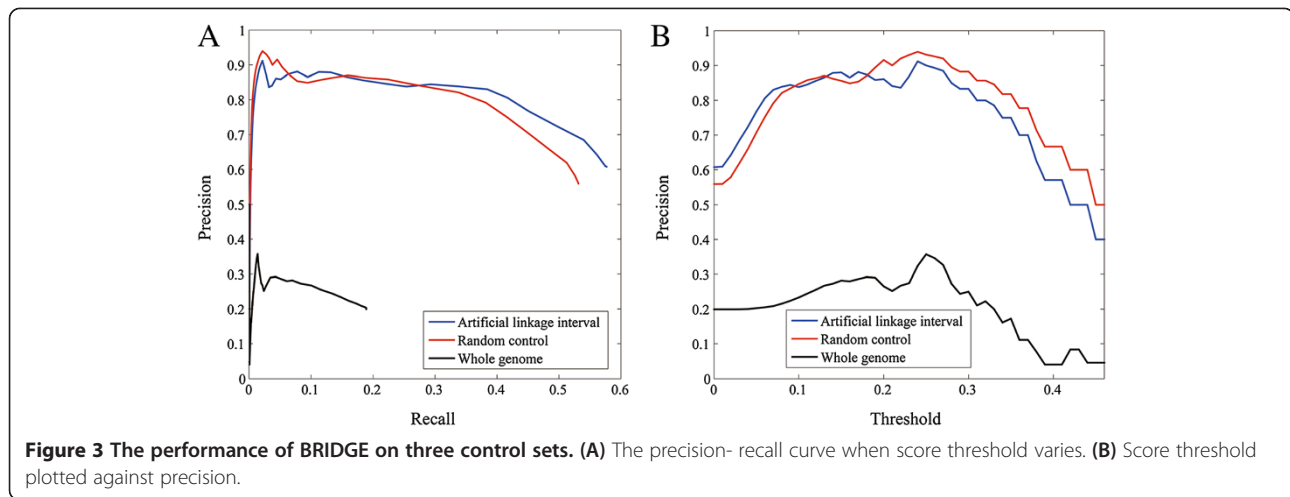 A
1
0.9
0.8
0.7
0.6
0.5
0.4
0.3
0.2
0.1
0
Precision
0 0.1 0.2 0.3 0.4 0.5 0.6
Recall
Artificial linkage interval
Random control
Whole genome
B
1
0.9
0.8
0.7
0.6
0.5
0.4
0.3
0.2
0.1
0
Precision
0 0.1 0.2 0.3 0.4
Threshold
Artificial linkage interval
Random control
Whole genome
Figure 3 The performance of BRIDGE on three control sets. (A) The precision- recall curve when score threshold varies. (B) Score threshold
plotted against precision.